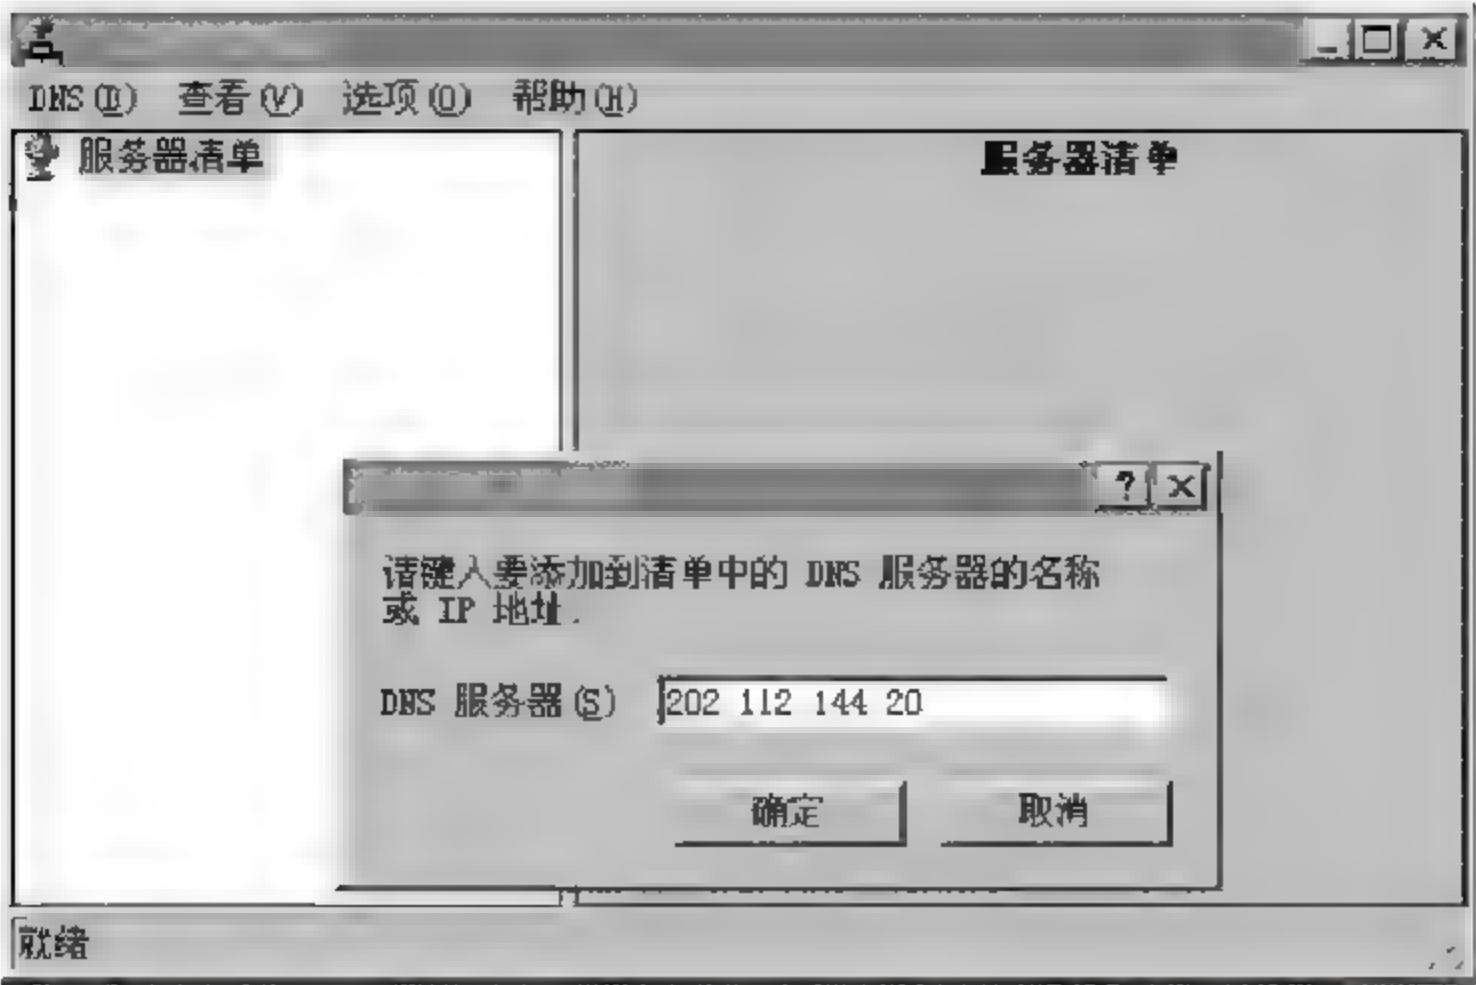 DNS(D) 查看(V) 选项(O) 帮助(H)
服务器清单
服务器清单
请键入要添加到清单中的 DNS 服务器的名称
或 IP 地址.
DNS 服务器(S)
202 112 144 20
确定
取消
就绪